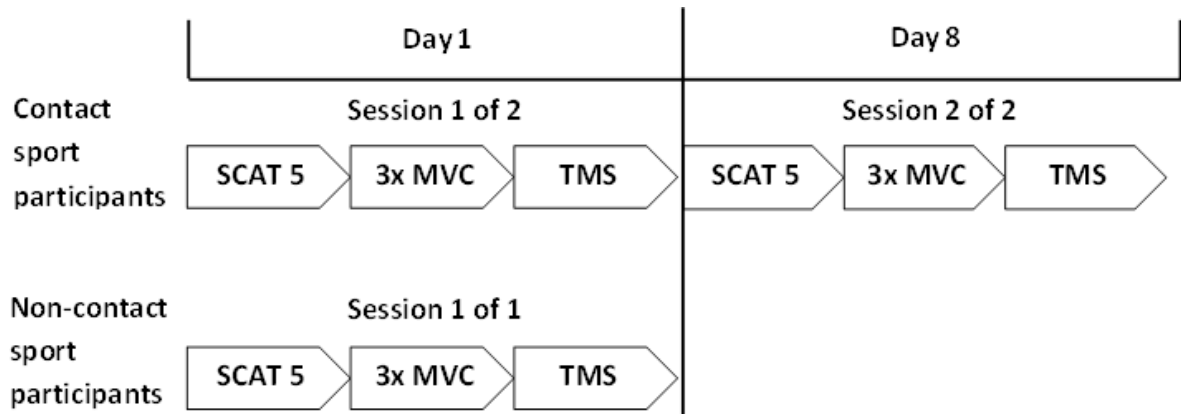 Day 1
Day 8
Contact
sport
participants
Session 1 of 2
Session 2 of 2
SCAT 5 3x MVC TMS SCAT 5 3x MVC TMS
Non-contact
sport
participants
Session 1 of 1
SCAT 5 3x MVC TMS